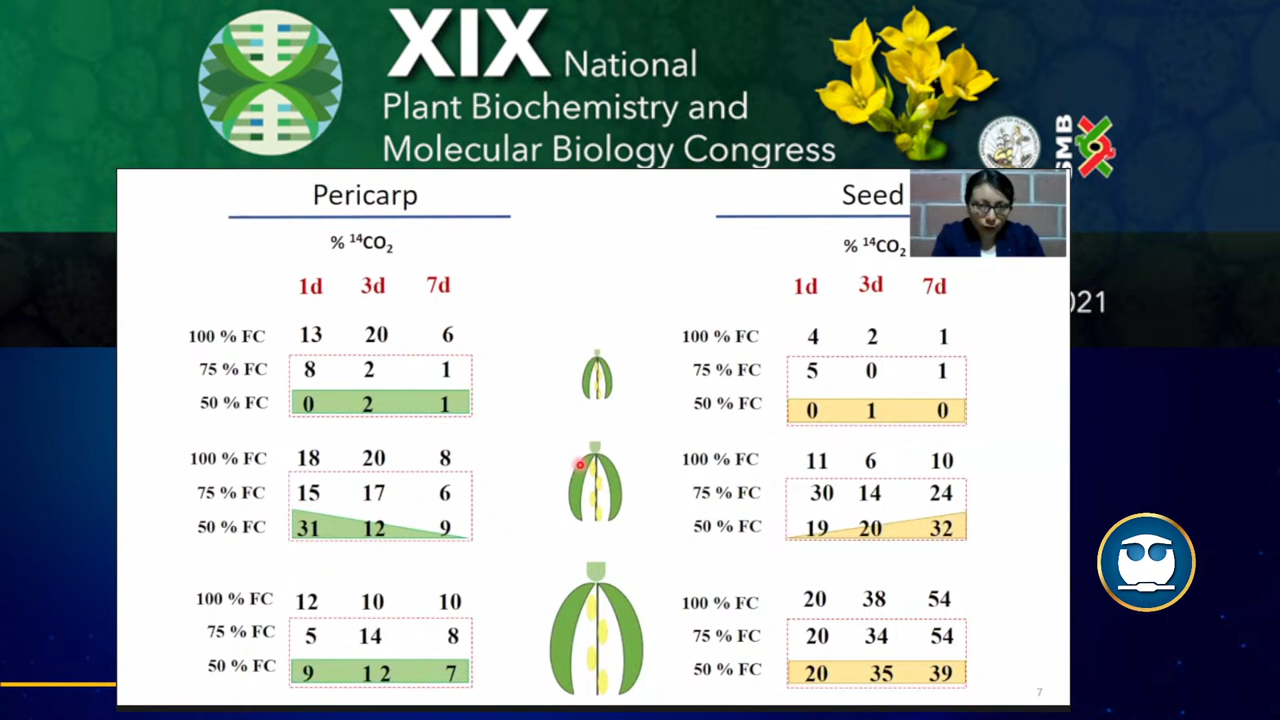 XIX National
Plant Biochemistry and
Molecular Biology Congress
SMB
021
Pericarp
% ¹⁴CO₂
1d 3d 7d
100 % FC 13 20 6
75 % FC 8 2 1
50 % FC 0 2 1
100 % FC 18 20 8
75 % FC 15 17 6
50 % FC 31 12 9
100 % FC 12 10 10
75 % FC 5 14 8
50 % FC 9 1 2 7
Seed
% ¹⁴CO₂
1d 3d 7d
100 % FC 4 2 1
75 % FC 5 0 1
50 % FC 0 1 0
100 % FC 11 6 10
75 % FC 30 14 24
50 % FC 19 20 32
100 % FC 20 38 54
75 % FC 20 34 54
50 % FC 20 35 39
7